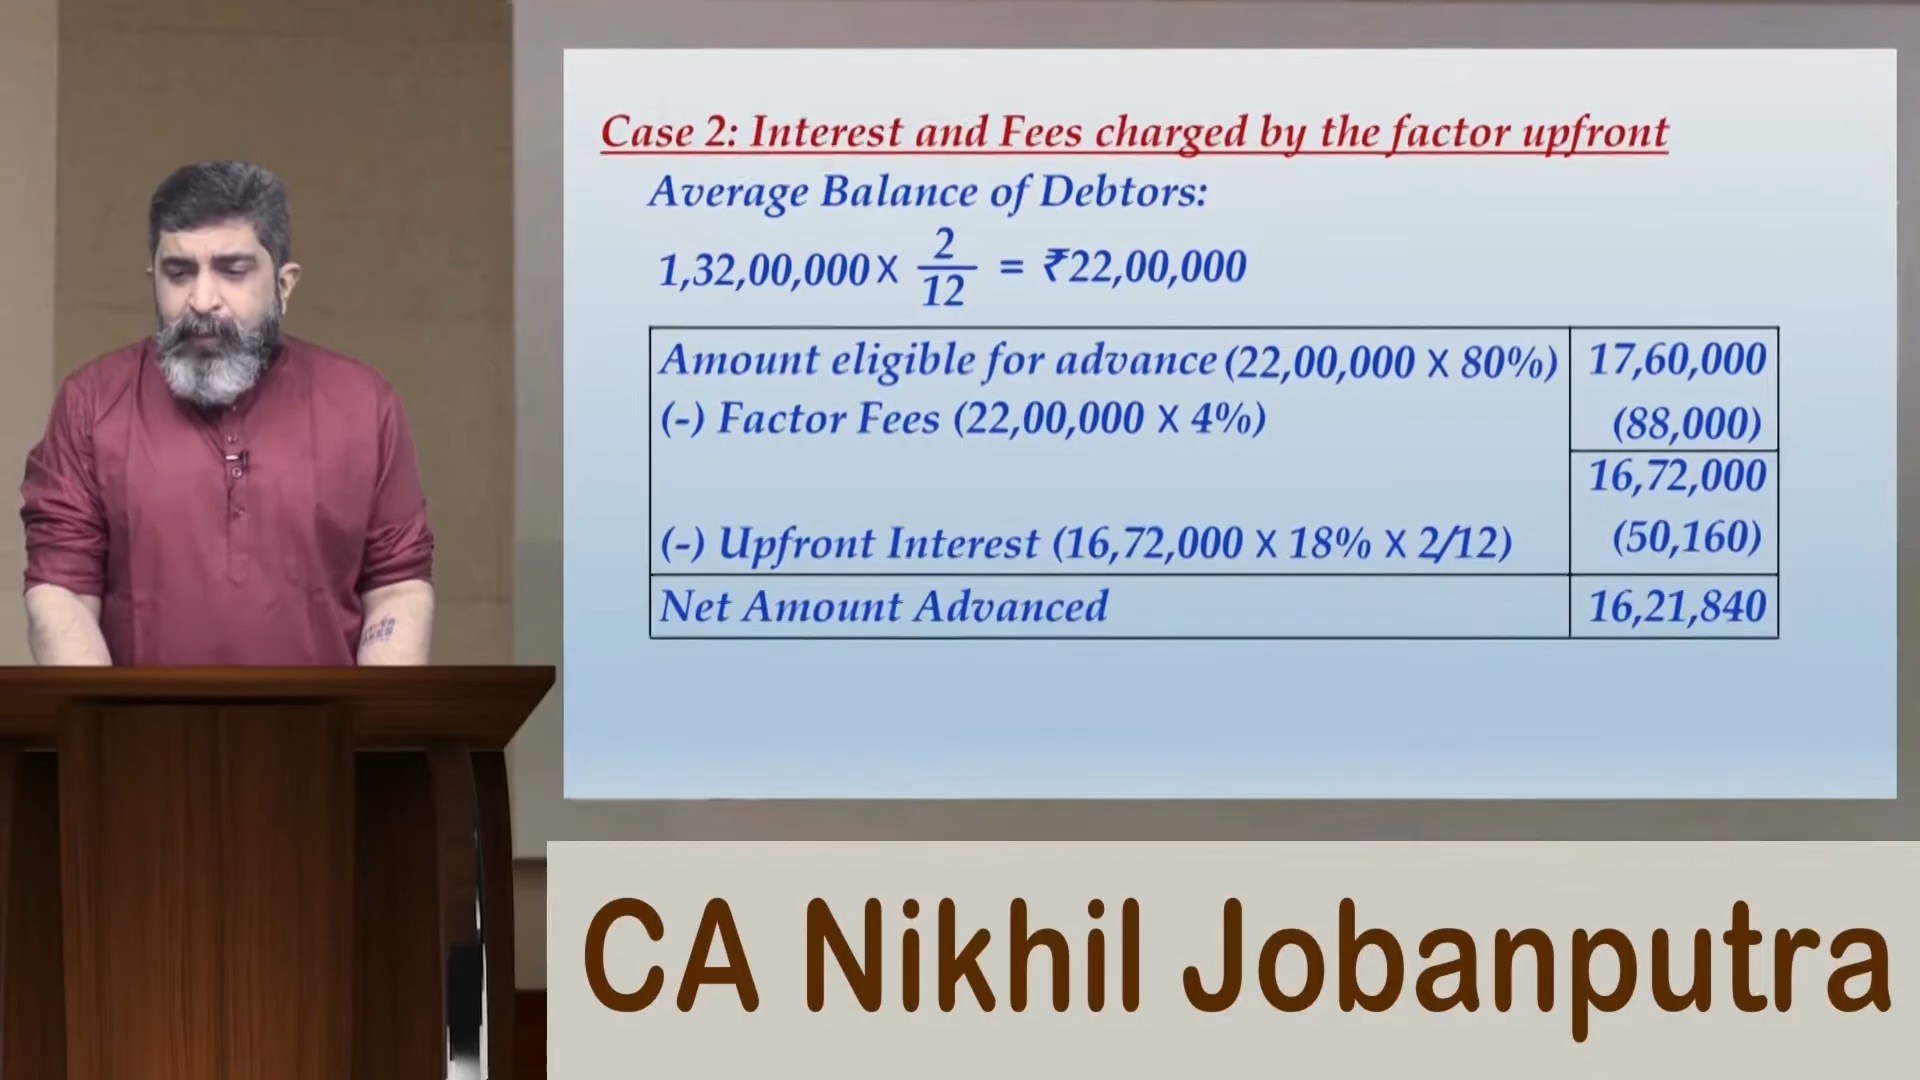 Case 2: Interest and Fees charged by the factor upfront
Average Balance of Debtors:
1,32,00,000 X 2/12 = ₹22,00,000
Amount eligible for advance (22,00,000 X 80%) 17,60,000
(-) Factor Fees (22,00,000 X 4%) (88,000)
16,72,000
(-) Upfront Interest (16,72,000 X 18% X 2/12) (50,160)
Net Amount Advanced 16,21,840
CA Nikhil Jobanputra